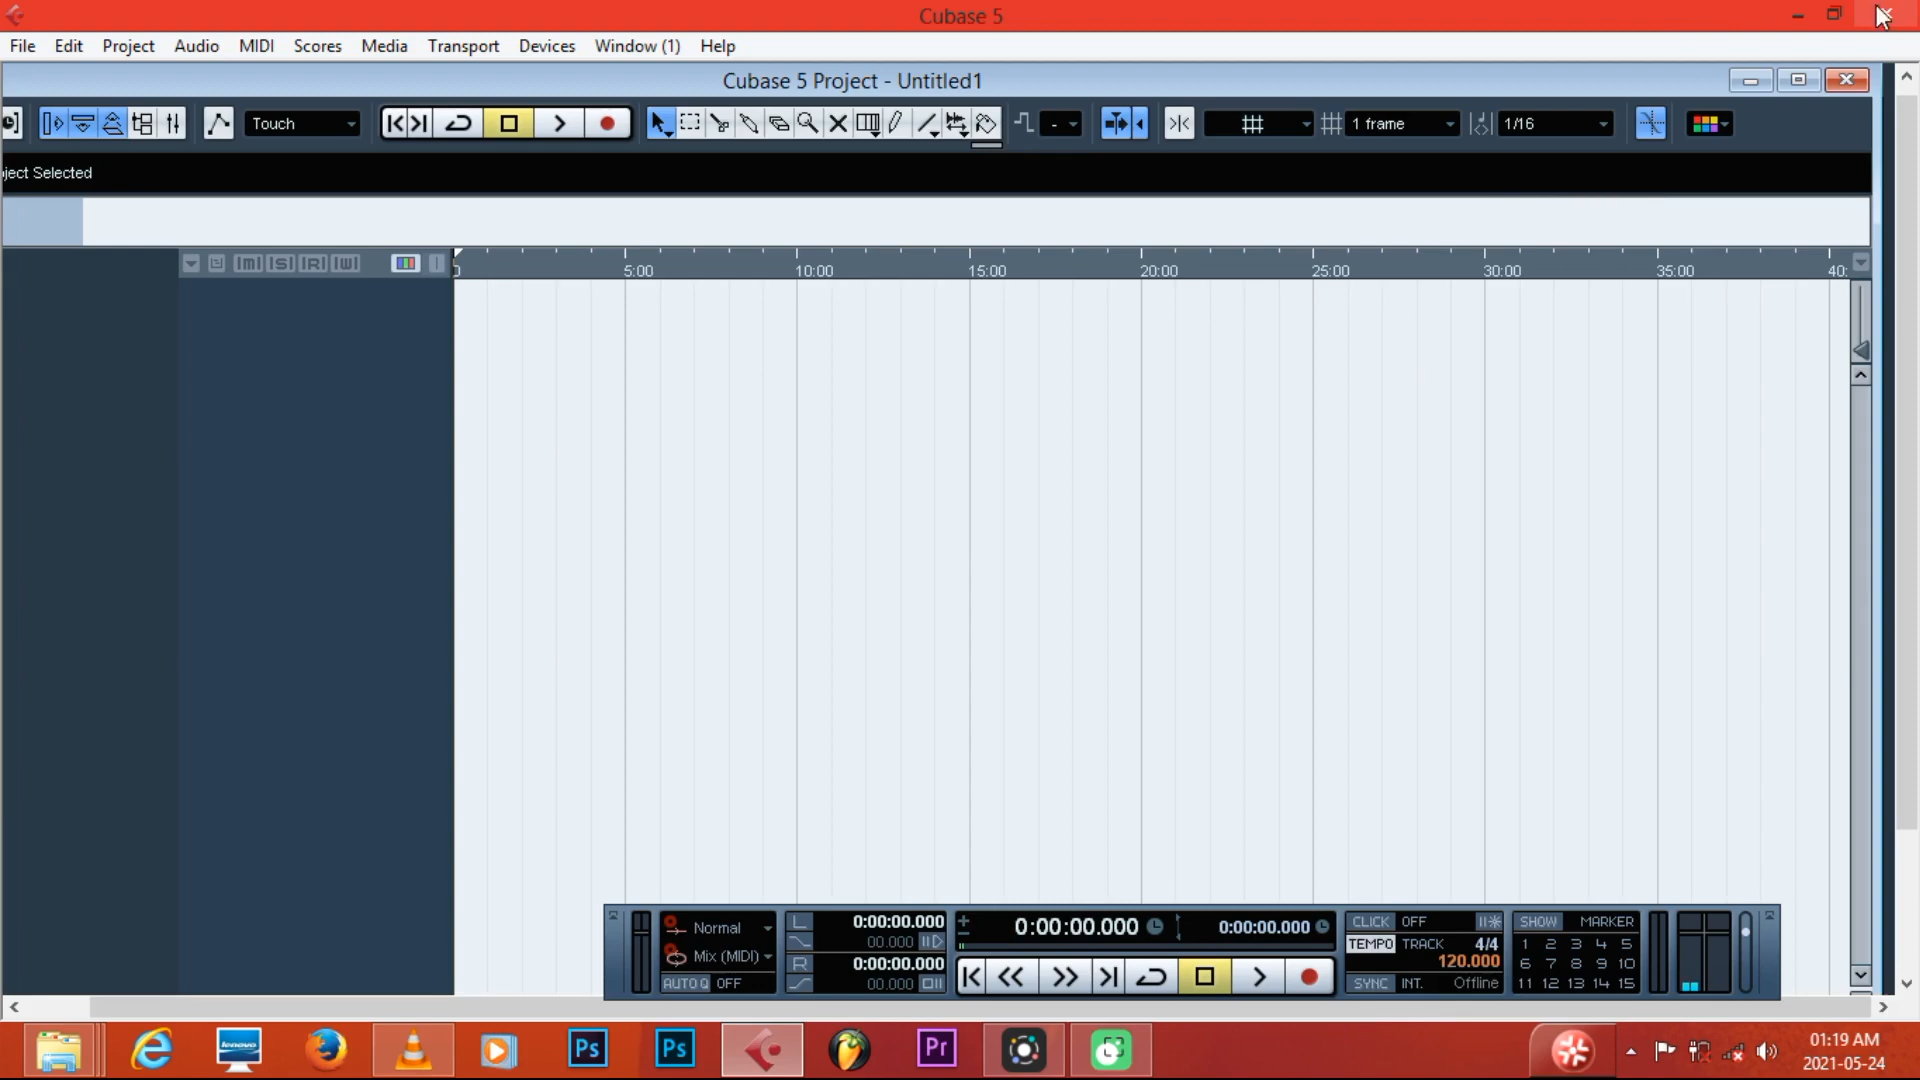 Cubase 5
File Edit Project Audio MIDI Scores Media Transport Devices Window (1) Help
Cubase 5 Project - Untitled1
Touch - 1 frame 1/16
ject Selected
m S R W
5:00 10:00 15:00 20:00 25:00 30:00 35:00 40:
Normal L 0:00:00.000 0:00:00.000 0:00:00.000 CLICK OFF SHOW MARKER
00.000 TEMPO TRACK 4/4 1 2 3 4 5
Mix (MIDI) R 0:00:00.000 120.000 6 7 8 9 10
AUTO Q OFF 00.000 SYNC INT. Offline 11 12 13 14 15
lenovo Ps Ps Pr
01:19 AM
2021-05-24